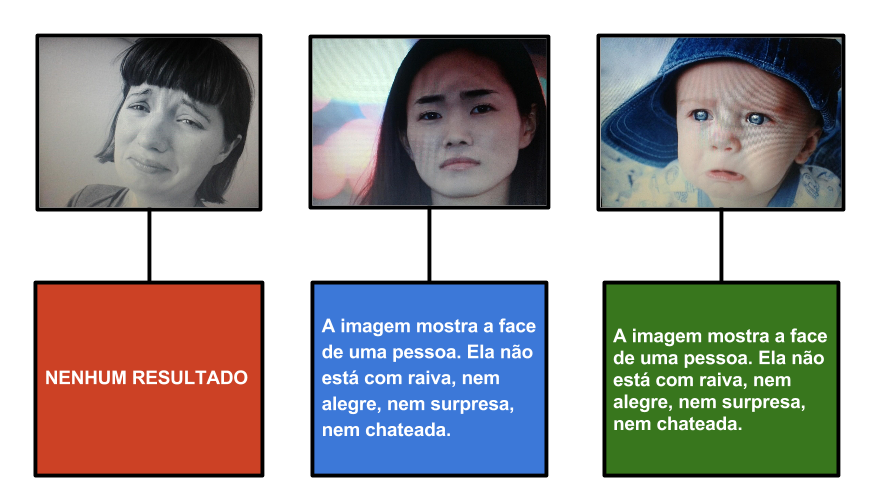 NENHUM RESULTADO
A imagem mostra a face
de uma pessoa. Ela não
está com raiva, nem
alegre, nem surpresa,
nem chateada.
A imagem mostra a face
de uma pessoa. Ela não
está com raiva, nem
alegre, nem surpresa,
nem chateada.